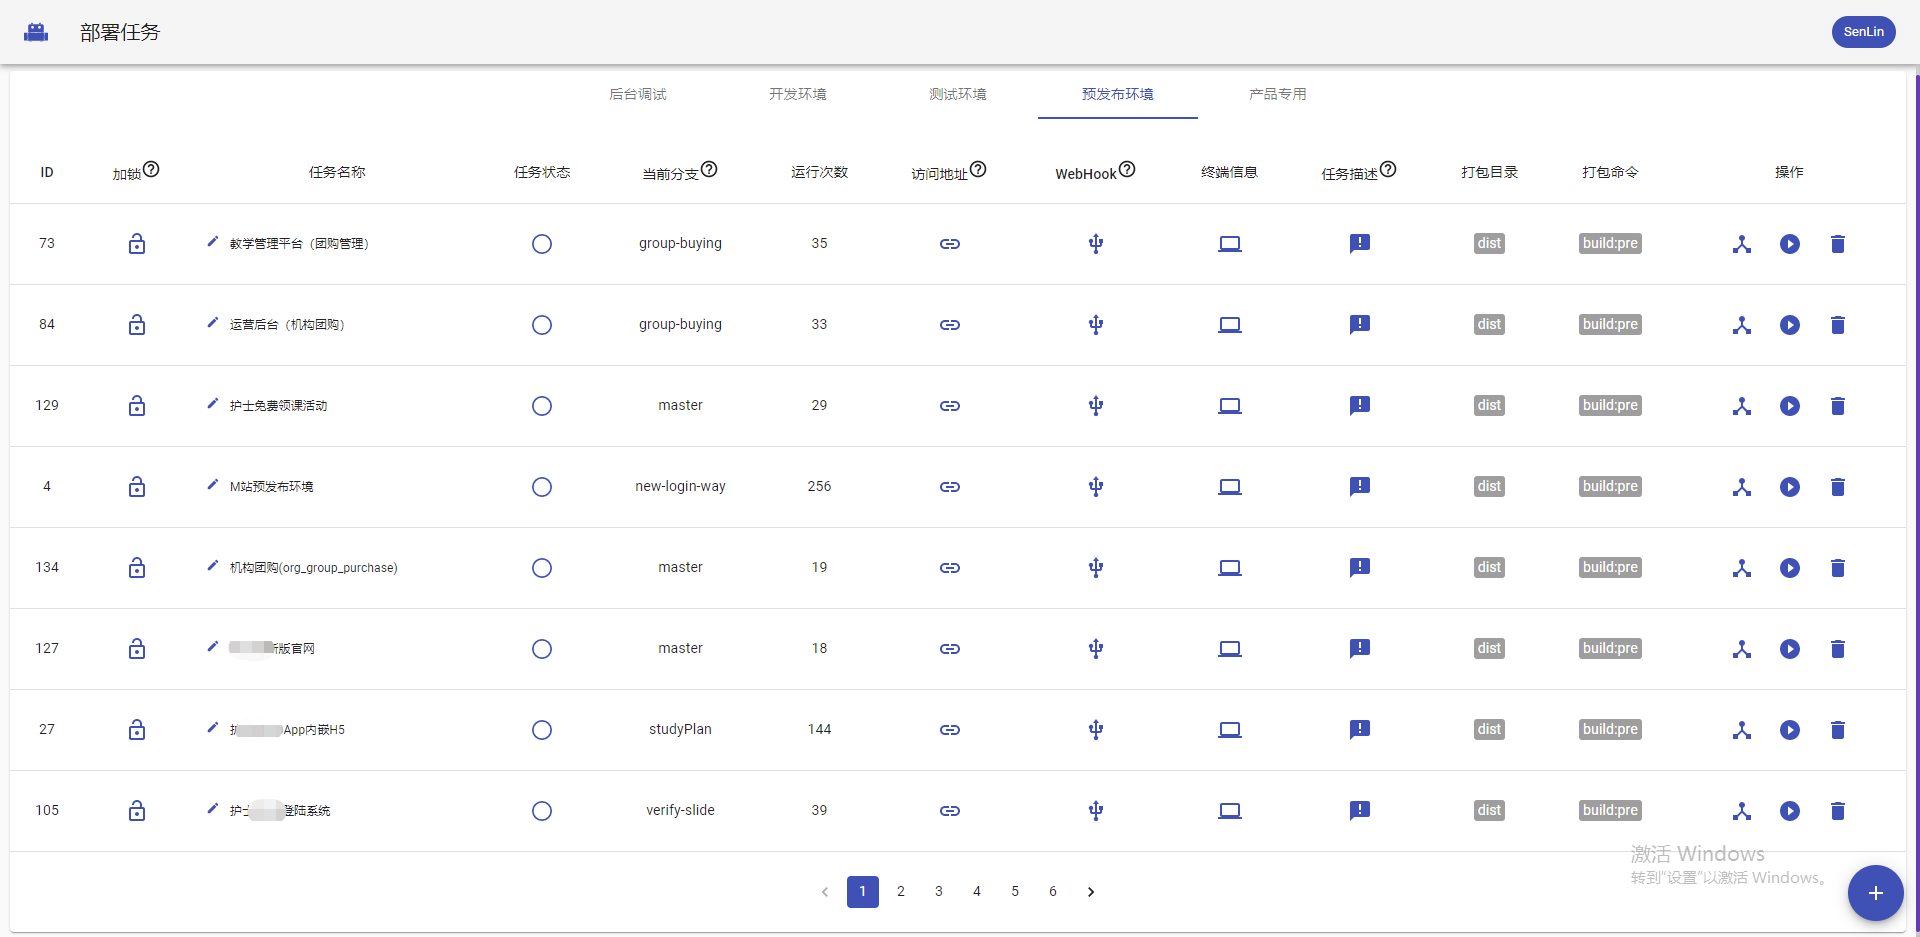 部署任务
SenLin
后台调试 开发环境 测试环境 预发布环境 产品专用
ID 加锁 任务名称 任务状态 当前分支 运行次数 访问地址 WebHook 终端信息 任务描述 打包目录 打包命令 操作
73 教学管理平台（团购管理） group-buying 35 dist build:pre
84 运营后台（机构团购） group-buying 33 dist build:pre
129 护士免费领课活动 master 29 dist build:pre
4 M站预发布环境 new-login-way 256 dist build:pre
134 机构团购(org_group_purchase) master 19 dist build:pre
127 版官网 master 18 dist build:pre
27 App内嵌H5 studyPlan 144 dist build:pre
105 护 登陆系统 verify-slide 39 dist build:pre
激活 Windows
转到“设置”以激活 Windows。
1 2 3 4 5 6